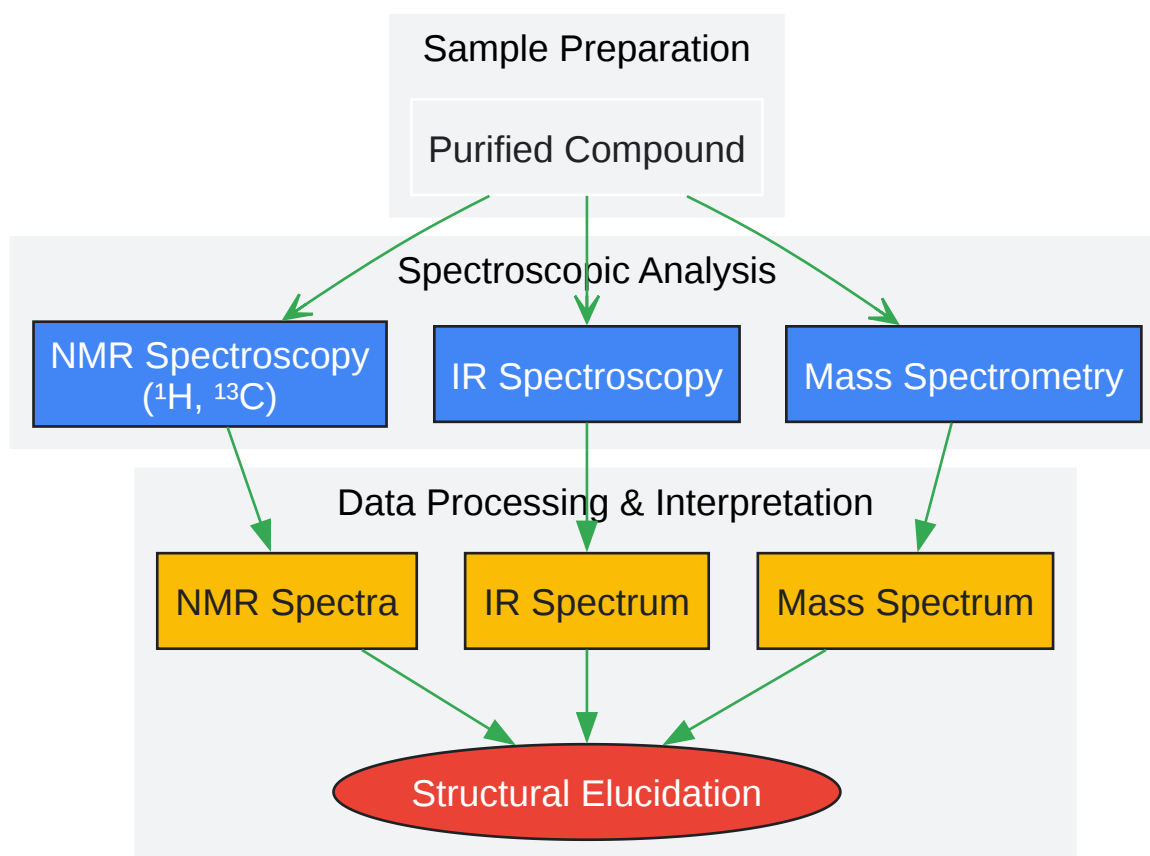 Sample Preparation
Purified Compound
Spectroscopic Analysis
NMR Spectroscopy
(¹H, ¹³C)
IR Spectroscopy
Mass Spectrometry
Data Processing & Interpretation
NMR Spectra
IR Spectrum
Mass Spectrum
Structural Elucidation